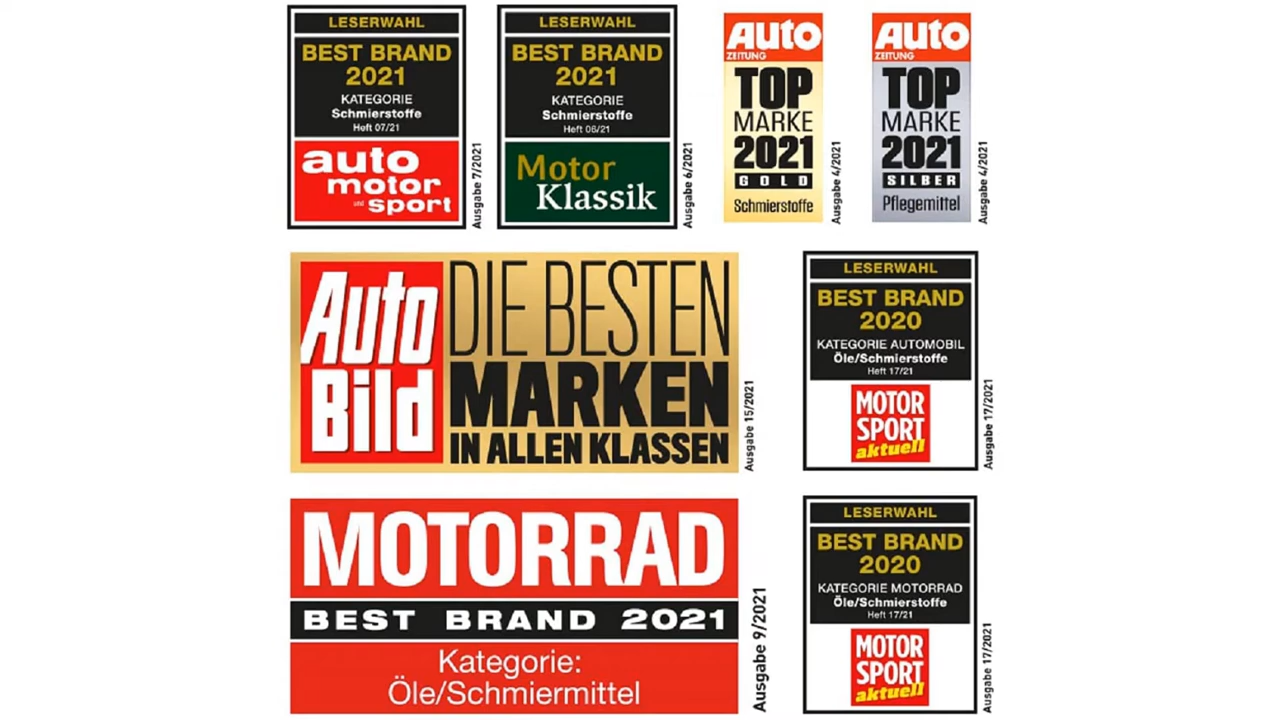 LESERWAHL
BEST BRAND
2021
KATEGORIE
Schmierstoffe
Heft 07/21
auto
motor
und sport
Ausgabe 7/2021
LESERWAHL
BEST BRAND
2021
KATEGORIE
Schmierstoffe
Heft 06/21
Motor
Klassik
Ausgabe 6/2021
Auto
ZEITUNG
TOP
MARKE
2021
GOLD
Schmierstoffe
Ausgabe 4/2021
Auto
ZEITUNG
TOP
MARKE
2021
SILBER
Pflegemittel
Ausgabe 4/2021
Auto
Bild
DIE BESTEN
MARKEN
IN ALLEN KLASSEN
Ausgabe 15/2021
LESERWAHL
BEST BRAND
2020
KATEGORIE AUTOMOBIL
Öle/Schmierstoffe
Heft 17/21
MOTOR
SPORT
aktuell
Ausgabe 17/2021
MOTORRAD
BEST BRAND 2021
Kategorie:
Öle/Schmiermittel
Ausgabe 9/2021
LESERWAHL
BEST BRAND
2020
KATEGORIE MOTORRAD
Öle/Schmierstoffe
Heft 17/21
MOTOR
SPORT
aktuell
Ausgabe 17/2021